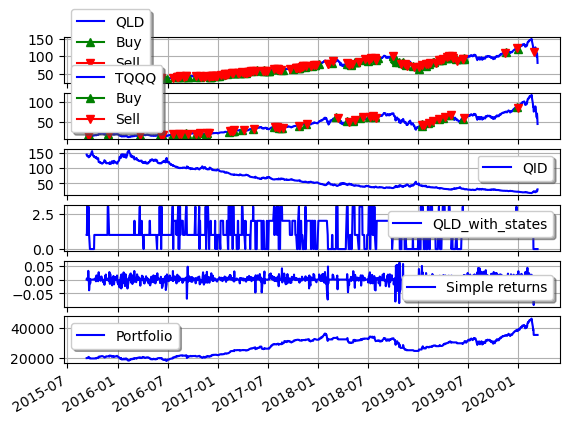 QLD
Buy
Sell
150
100
50
TQQQ
Buy
Sell
100
50
150
100
50
QID
2.5
0.0
QLD_with_states
0.05
0.00
−0.05
Simple returns
40000
20000
Portfolio
2015-07
2016-01
2016-07
2017-01
2017-07
2018-01
2018-07
2019-01
2019-07
2020-01